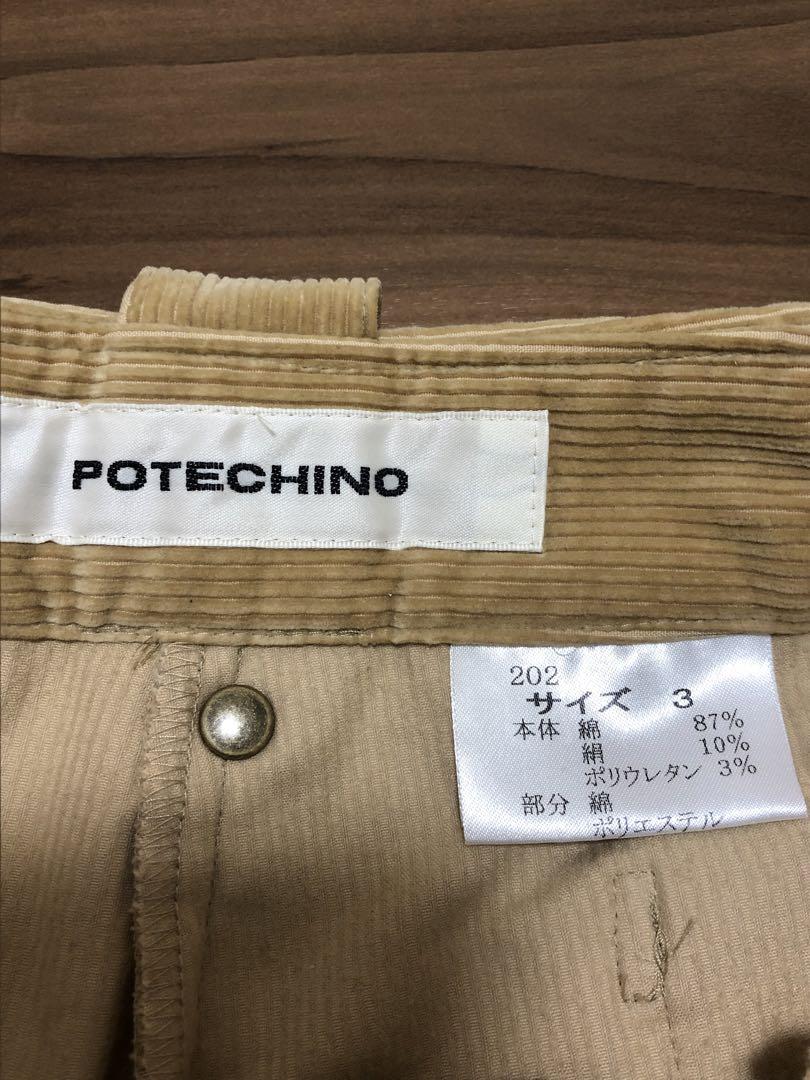 POTECHINO
202
サイズ 3
本体 綿 87%
絹 10%
ポリウレタン 3%
部分 綿
ポリエステル